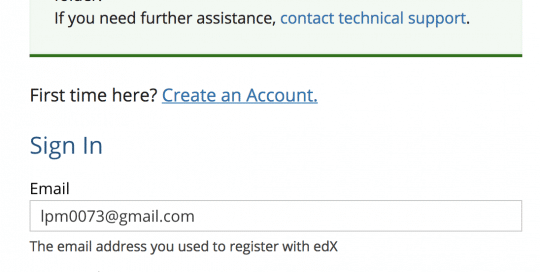 If you need further assistance, contact technical support.
First time here? Create an Account.
Sign In
Email
lpm0073@gmail.com
The email address you used to register with edX